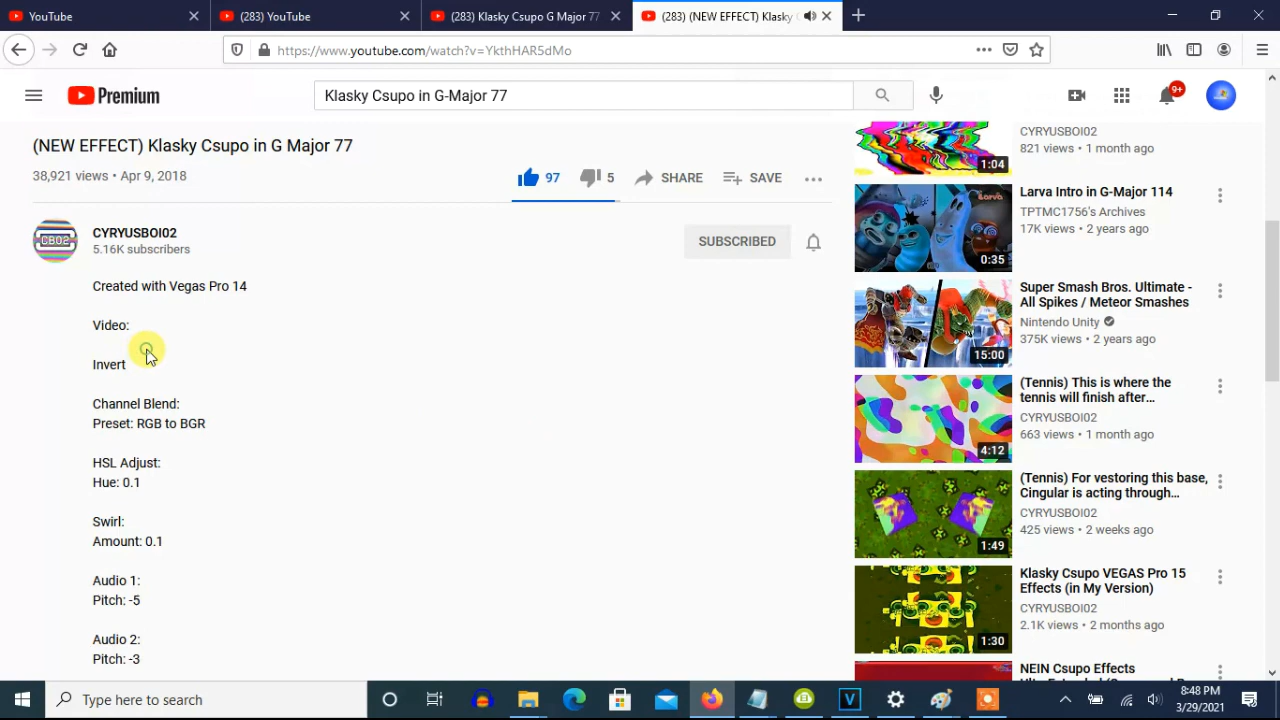 YouTube
(283) YouTube
(283) Klasky Csupo G Major 77
(283) (NEW EFFECT) Klasky C
https://www.youtube.com/watch?v=YkthHAR5dMo
Premium
Klasky Csupo in G-Major 77
9+
(NEW EFFECT) Klasky Csupo in G Major 77
38,921 views • Apr 9, 2018
97
5
SHARE
SAVE
CB02
CYRYUSBOI02
5.16K subscribers
SUBSCRIBED
Created with Vegas Pro 14
Video:
Invert
Channel Blend:
Preset: RGB to BGR
HSL Adjust:
Hue: 0.1
Swirl:
Amount: 0.1
Audio 1:
Pitch: -5
Audio 2:
Pitch: -3
1:04
CYRYUSBOI02
821 views • 1 month ago
Larva
0:35
Larva Intro in G-Major 114
TPTMC1756's Archives
17K views • 2 years ago
15:00
Super Smash Bros. Ultimate -
All Spikes / Meteor Smashes
Nintendo Unity
375K views • 2 years ago
4:12
(Tennis) This is where the
tennis will finish after…
CYRYUSBOI02
663 views • 1 month ago
1:49
(Tennis) For vestoring this base,
Cingular is acting through…
CYRYUSBOI02
425 views • 2 weeks ago
1:30
Klasky Csupo VEGAS Pro 15
Effects (in My Version)
CYRYUSBOI02
2.1K views • 2 months ago
NEIN Csupo Effects
Type here to search
V
8:48 PM
3/29/2021